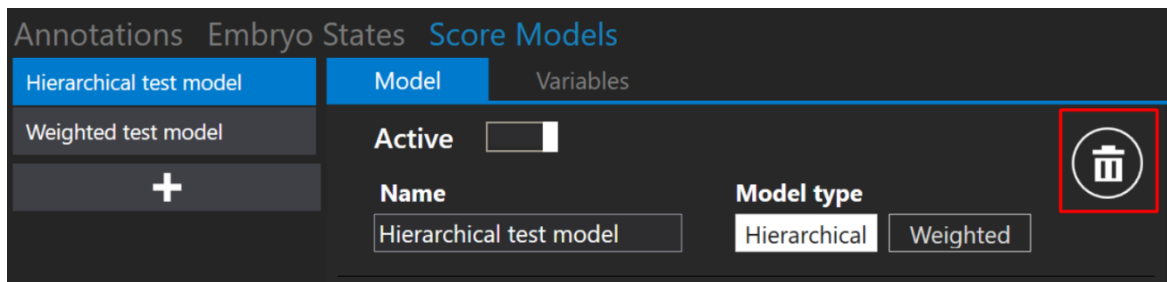 Annotations Embryo States Score Models
Hierarchical test model
Weighted test model
Model Variables
Active
Name Model type
Hierarchical test model Hierarchical Weighted